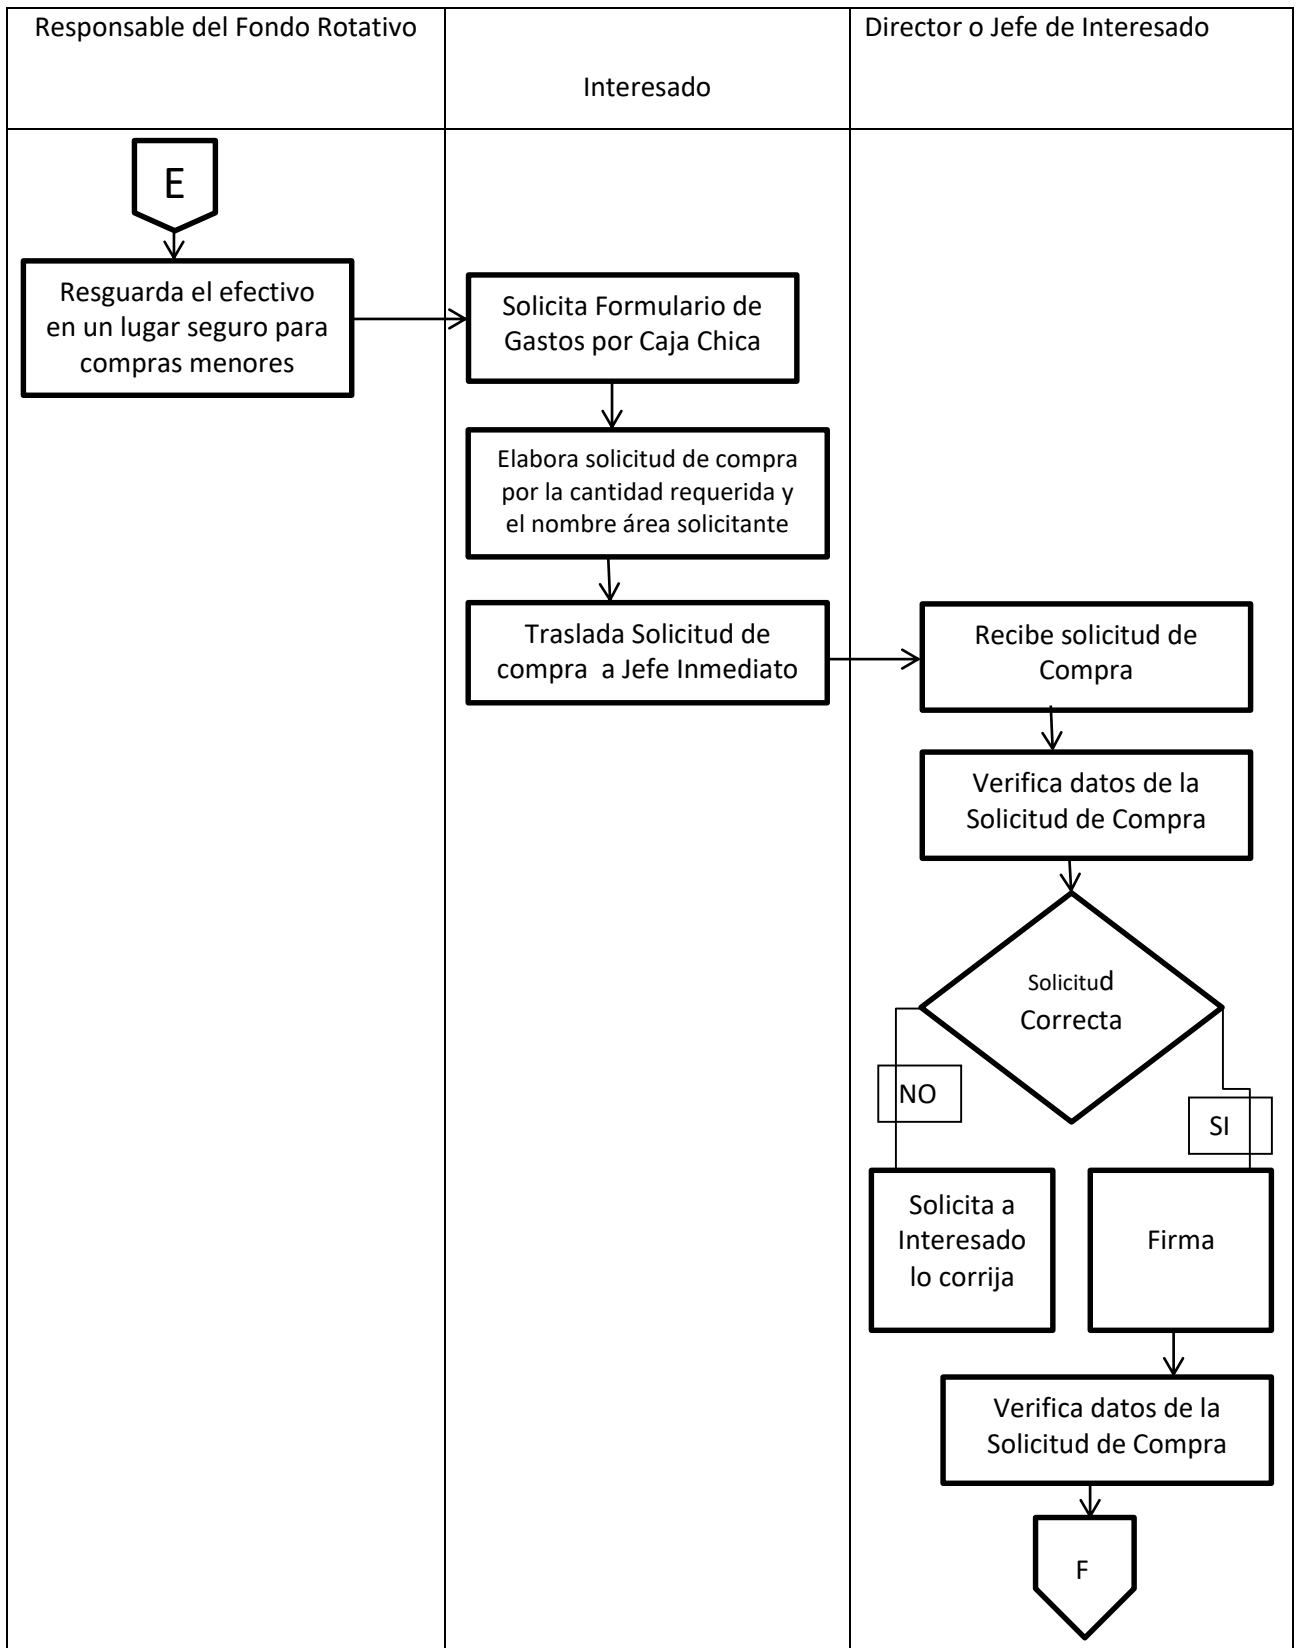 Responsable del Fondo Rotativo
Interesado
Director o Jefe de Interesado
E
Resguarda el efectivo
en un lugar seguro para
compras menores
Solicita Formulario de
Gastos por Caja Chica
Elabora solicitud de compra
por la cantidad requerida y
el nombre área solicitante
Traslada Solicitud de
compra  a Jefe Inmediato
Recibe solicitud de
Compra
Verifica datos de la
Solicitud de Compra
Solicitud
Correcta
NO
SI
Solicita a
Interesado
lo corrija
Firma
Verifica datos de la
Solicitud de Compra
F